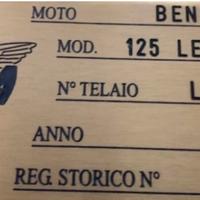 MOTO BEN
MOD. 125 LE
N° TELAIO L
ANNO
REG. STORICO N°